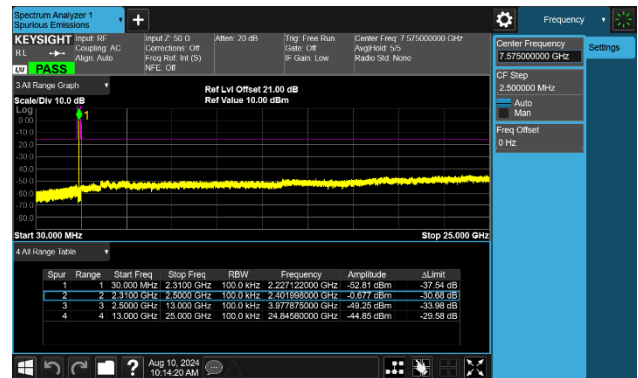 Spectrum Analyzer 1
Spurious Emissions
+
Frequency
KEYSIGHT
RL
LXI PASS
Input: RF
Coupling: AC
Align: Auto
Input Z: 50 Ω
Corrections: Off
Freq Ref: Int (S)
NFE: Off
Atten: 20 dB
Trig: Free Run
Gate: Off
IF Gain: Low
Center Freq: 7.575000000 GHz
Avg|Hold: 5/5
Radio Std: None
Center Frequency
7.575000000 GHz
Settings
CF Step
2.500000 MHz
Auto
Man
Freq Offset
0 Hz
3 All Range Graph
Scale/Div 10.0 dB
Ref Lvl Offset 21.00 dB
Ref Value 10.00 dBm
Log
1
0.00
-10.0
-20.0
-30.0
-40.0
-50.0
-60.0
-70.0
-80.0
Start 30.000 MHz
Stop 25.000 GHz
4 All Range Table
Spur Range Start Freq Stop Freq RBW Frequency Amplitude ΔLimit
1 1 30.000 MHz 2.3100 GHz 100.0 kHz 2.227122000 GHz -52.81 dBm -37.54 dB
2 2 2.3100 GHz 2.5000 GHz 100.0 kHz 2.401998000 GHz -0.677 dBm -30.68 dB
3 3 2.5000 GHz 13.000 GHz 100.0 kHz 3.977875000 GHz -49.25 dBm -33.98 dB
4 4 13.000 GHz 25.000 GHz 100.0 kHz 24.84580000 GHz -44.85 dBm -29.58 dB
?
Aug 10, 2024
10:14:20 AM